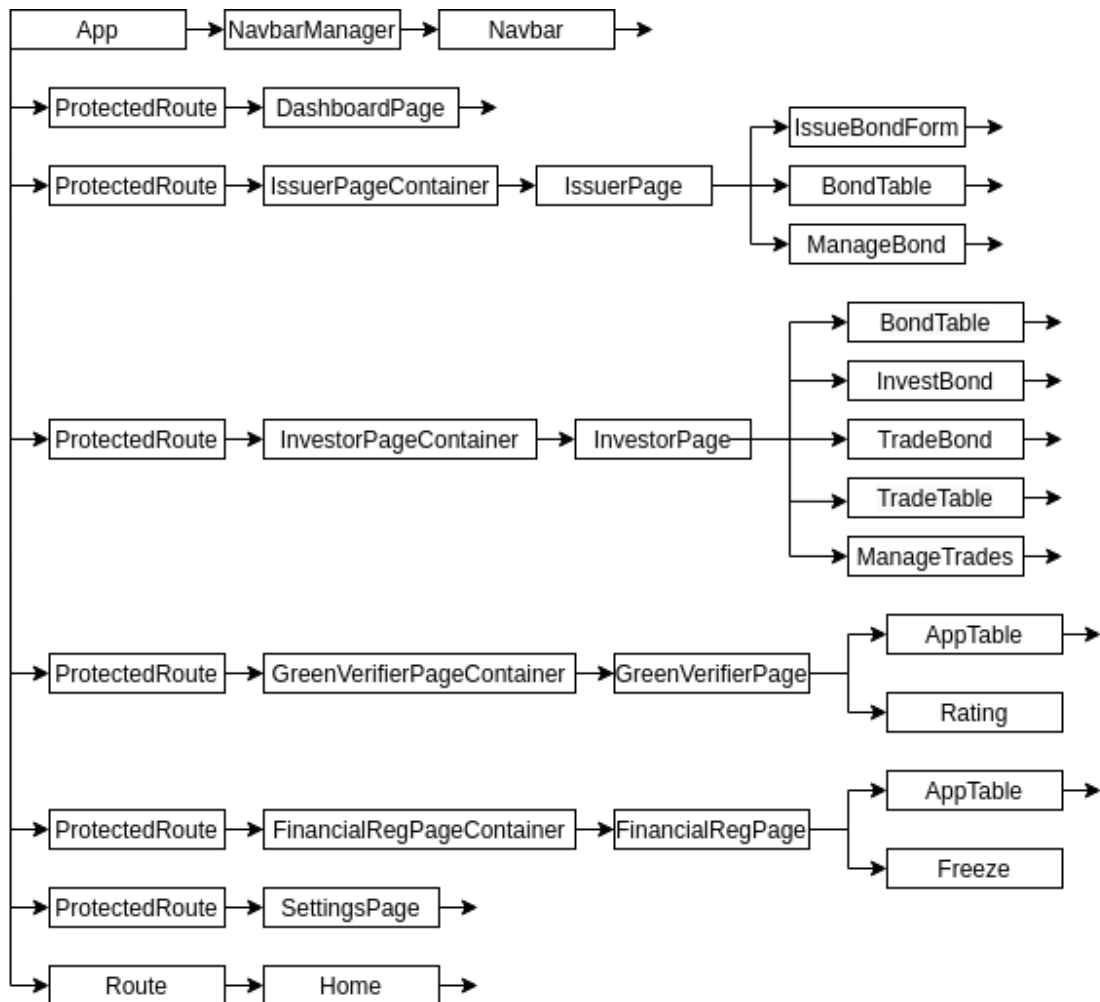 App
NavbarManager
Navbar
ProtectedRoute
DashboardPage
IssueBondForm
ProtectedRoute
IssuerPageContainer
IssuerPage
BondTable
ManageBond
BondTable
InvestBond
ProtectedRoute
InvestorPageContainer
InvestorPage
TradeBond
TradeTable
ManageTrades
AppTable
ProtectedRoute
GreenVerifierPageContainer
GreenVerifierPage
Rating
AppTable
ProtectedRoute
FinancialRegPageContainer
FinancialRegPage
Freeze
ProtectedRoute
SettingsPage
Route
Home